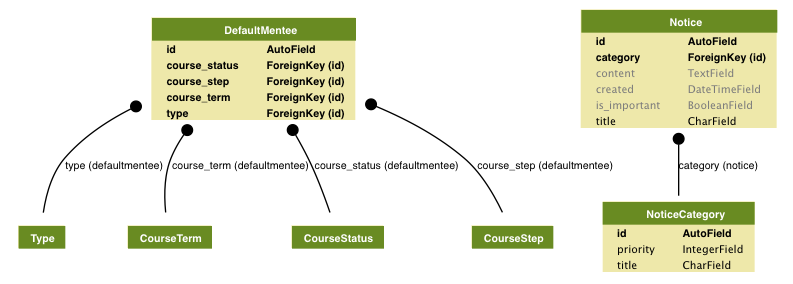 DefaultMentee
id AutoField
course_status ForeignKey (id)
course_step ForeignKey (id)
course_term ForeignKey (id)
type ForeignKey (id)
type (defaultmentee)
course_term (defaultmentee)
course_status (defaultmentee)
course_step (defaultmentee)
Type
CourseTerm
CourseStatus
CourseStep
Notice
id AutoField
category ForeignKey (id)
content TextField
created DateTimeField
is_important BooleanField
title CharField
category (notice)
NoticeCategory
id AutoField
priority IntegerField
title CharField